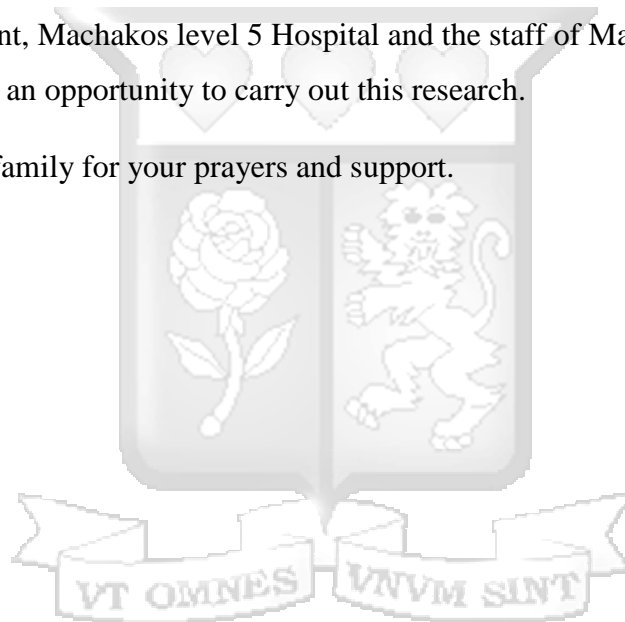 nt, Machakos level 5 Hospital and the staff of Ma
an opportunity to carry out this research.
family for your prayers and support.
VT OMNES VNVM SINT